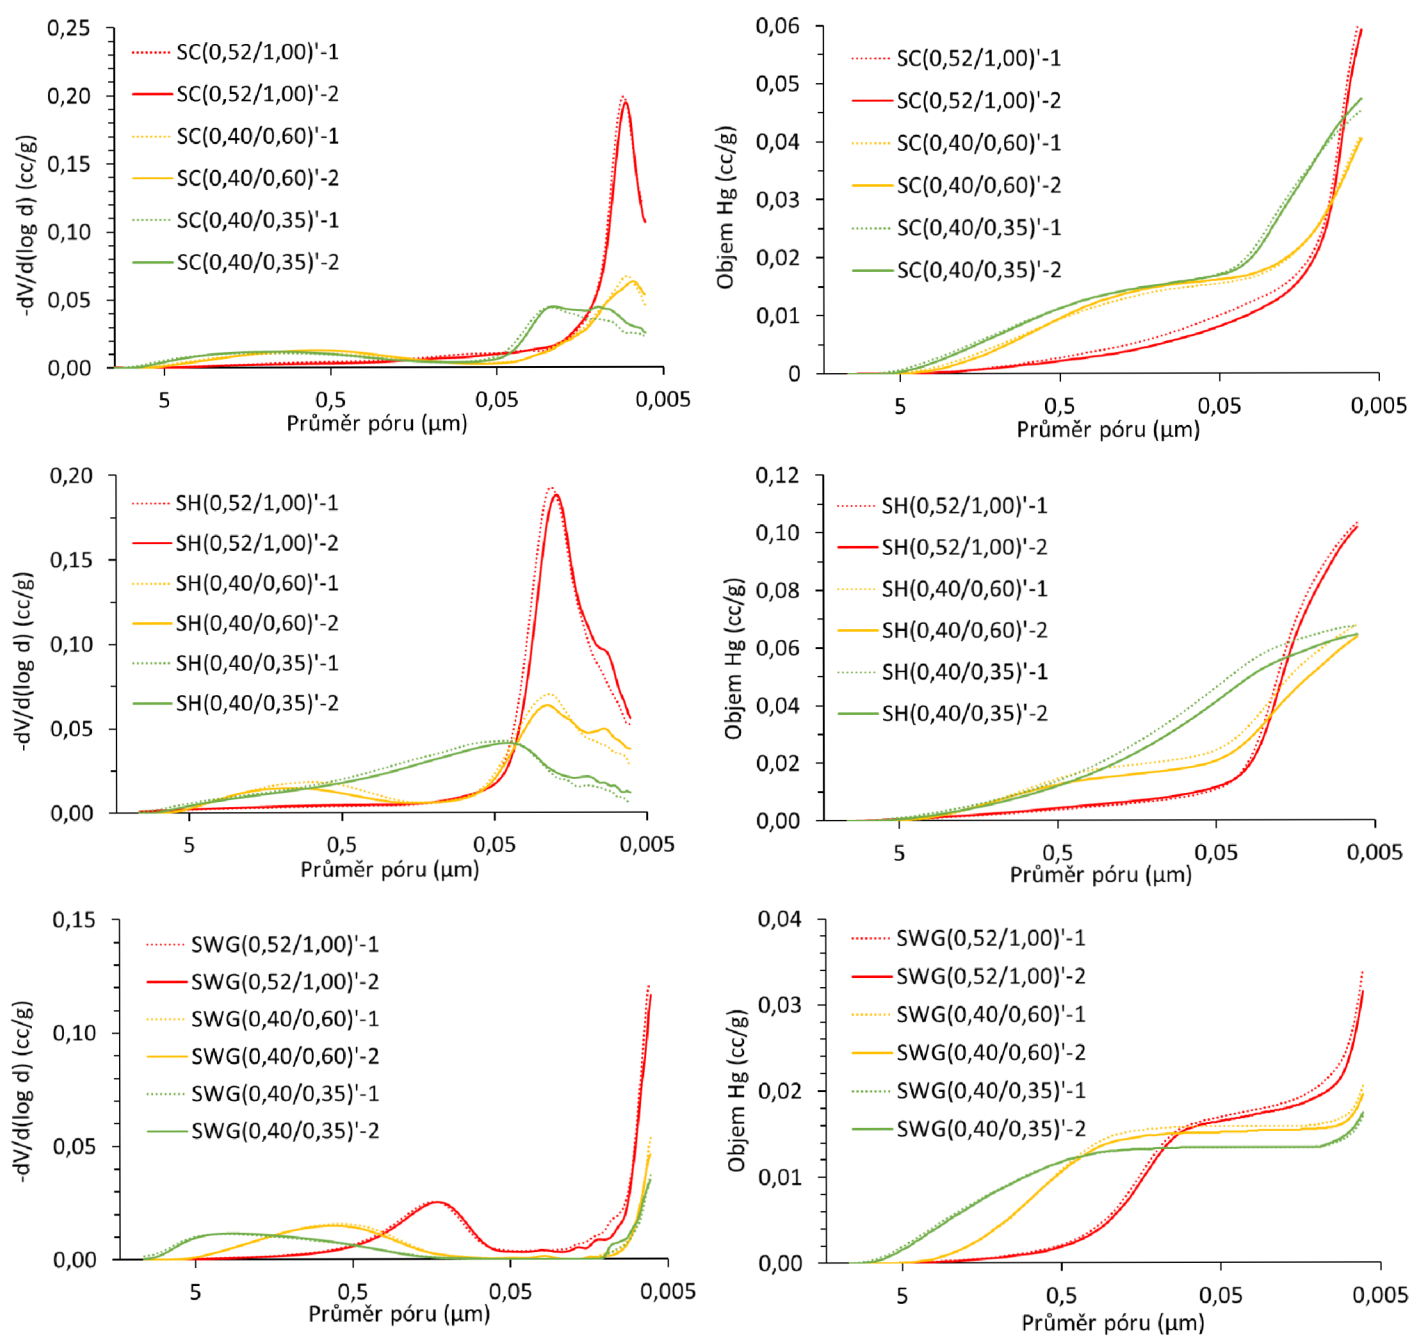 0,25
0,20
0,15
0,10
0,05
0,00
-dV/d(log d) (cc/g)
SC(0,52/1,00)'-1
SC(0,52/1,00)'-2
SC(0,40/0,60)'-1
SC(0,40/0,60)'-2
SC(0,40/0,35)'-1
SC(0,40/0,35)'-2
5 0,5 0,05 0,005
Průměr póru (µm)
0,06
0,05
0,04
0,03
0,02
0,01
0
Objem Hg (cc/g)
SC(0,52/1,00)'-1
SC(0,52/1,00)'-2
SC(0,40/0,60)'-1
SC(0,40/0,60)'-2
SC(0,40/0,35)'-1
SC(0,40/0,35)'-2
5 0,5 0,05 0,005
Průměr póru (µm)
0,20
0,15
0,10
0,05
0,00
-dV/d(log d) (cc/g)
SH(0,52/1,00)'-1
SH(0,52/1,00)'-2
SH(0,40/0,60)'-1
SH(0,40/0,60)'-2
SH(0,40/0,35)'-1
SH(0,40/0,35)'-2
5 0,5 0,05 0,005
Průměr póru (µm)
0,12
0,10
0,08
0,06
0,04
0,02
0,00
Objem Hg (cc/g)
SH(0,52/1,00)'-1
SH(0,52/1,00)'-2
SH(0,40/0,60)'-1
SH(0,40/0,60)'-2
SH(0,40/0,35)'-1
SH(0,40/0,35)'-2
5 0,5 0,05 0,005
Průměr póru (µm)
0,15
0,10
0,05
0,00
-dV/d(log d) (cc/g)
SWG(0,52/1,00)'-1
SWG(0,52/1,00)'-2
SWG(0,40/0,60)'-1
SWG(0,40/0,60)'-2
SWG(0,40/0,35)'-1
SWG(0,40/0,35)'-2
5 0,5 0,05 0,005
Průměr póru (µm)
0,04
0,03
0,02
0,01
0,00
Objem Hg (cc/g)
SWG(0,52/1,00)'-1
SWG(0,52/1,00)'-2
SWG(0,40/0,60)'-1
SWG(0,40/0,60)'-2
SWG(0,40/0,35)'-1
SWG(0,40/0,35)'-2
5 0,5 0,05 0,005
Průměr póru (µm)